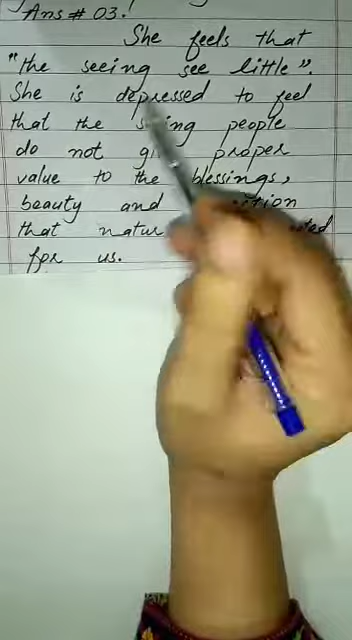 Ans # 03.!
She feels that
"the seeing see little".
She is depressed to feel
that the seeing people
do not proper
value to the blessings,
beauty and
that
for us.